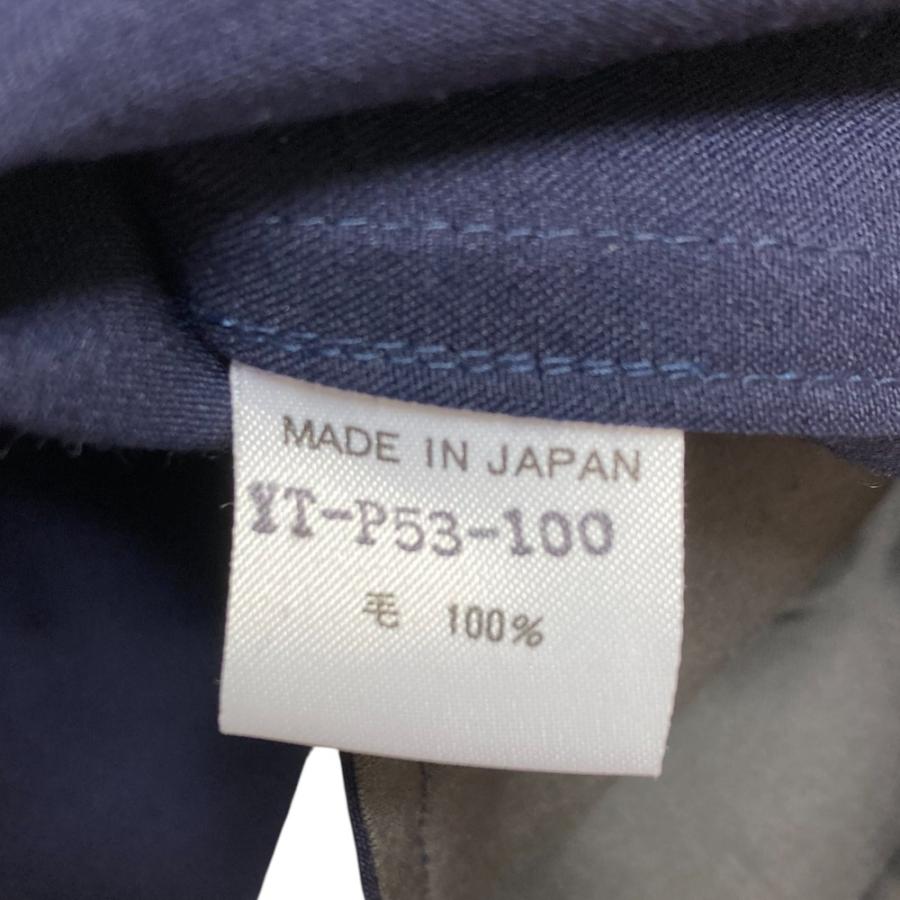 MADE IN JAPAN
YT-P53-100
毛 100%